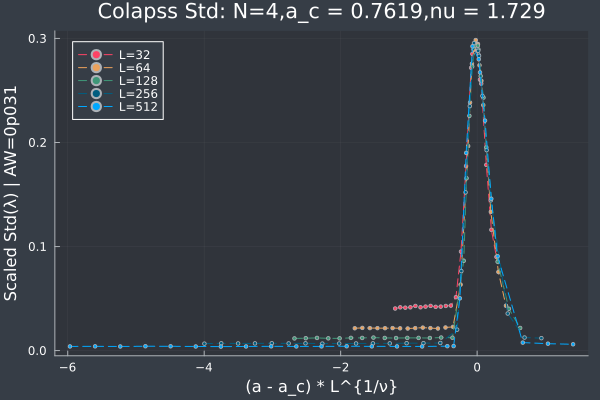 Colapss Std: N=4,a_c = 0.7619,nu = 1.729
0.3
0.2
0.1
0.0
Scaled Std(λ) | AW=0p031
L=32
L=64
L=128
L=256
L=512
−6
−4
−2
0
(a - a_c) * L^{1/ν}